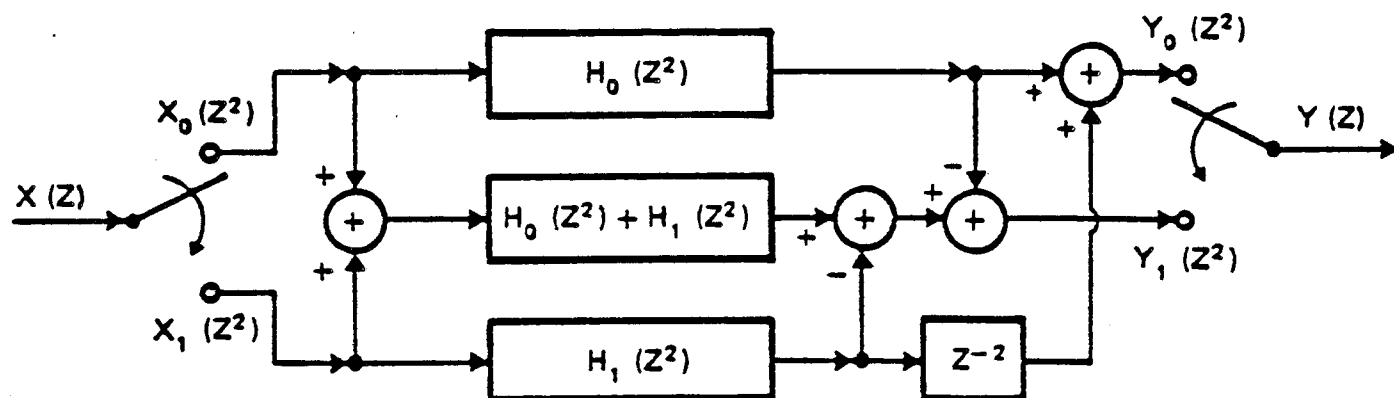 Y₀ (Z²)
H₀ (Z²)
+
+
+
X₀ (Z²)
Y (Z)
X (Z)
+
-
+
H₀ (Z²) + H₁ (Z²)
+
+
+
+
+
-
Y₁ (Z²)
X₁ (Z²)
H₁ (Z²)
Z⁻²